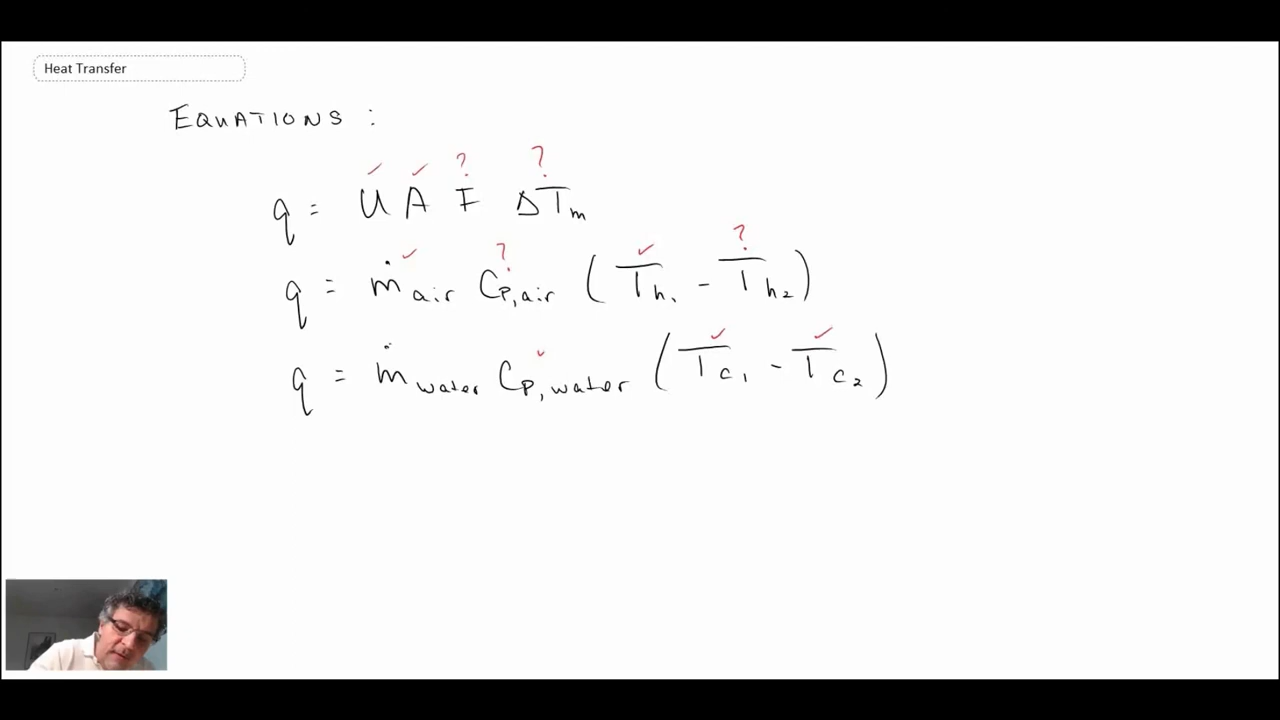 Heat Transfer
EQUATIONS :
✓ ✓ ? ?
q = U A F ΔTm
✓ ? ✓ ?
q = ṁair Cp,air (Th1 - Th2)
✓ ✓ ✓
q = ṁwater Cp,water (Tc1 - Tc2)